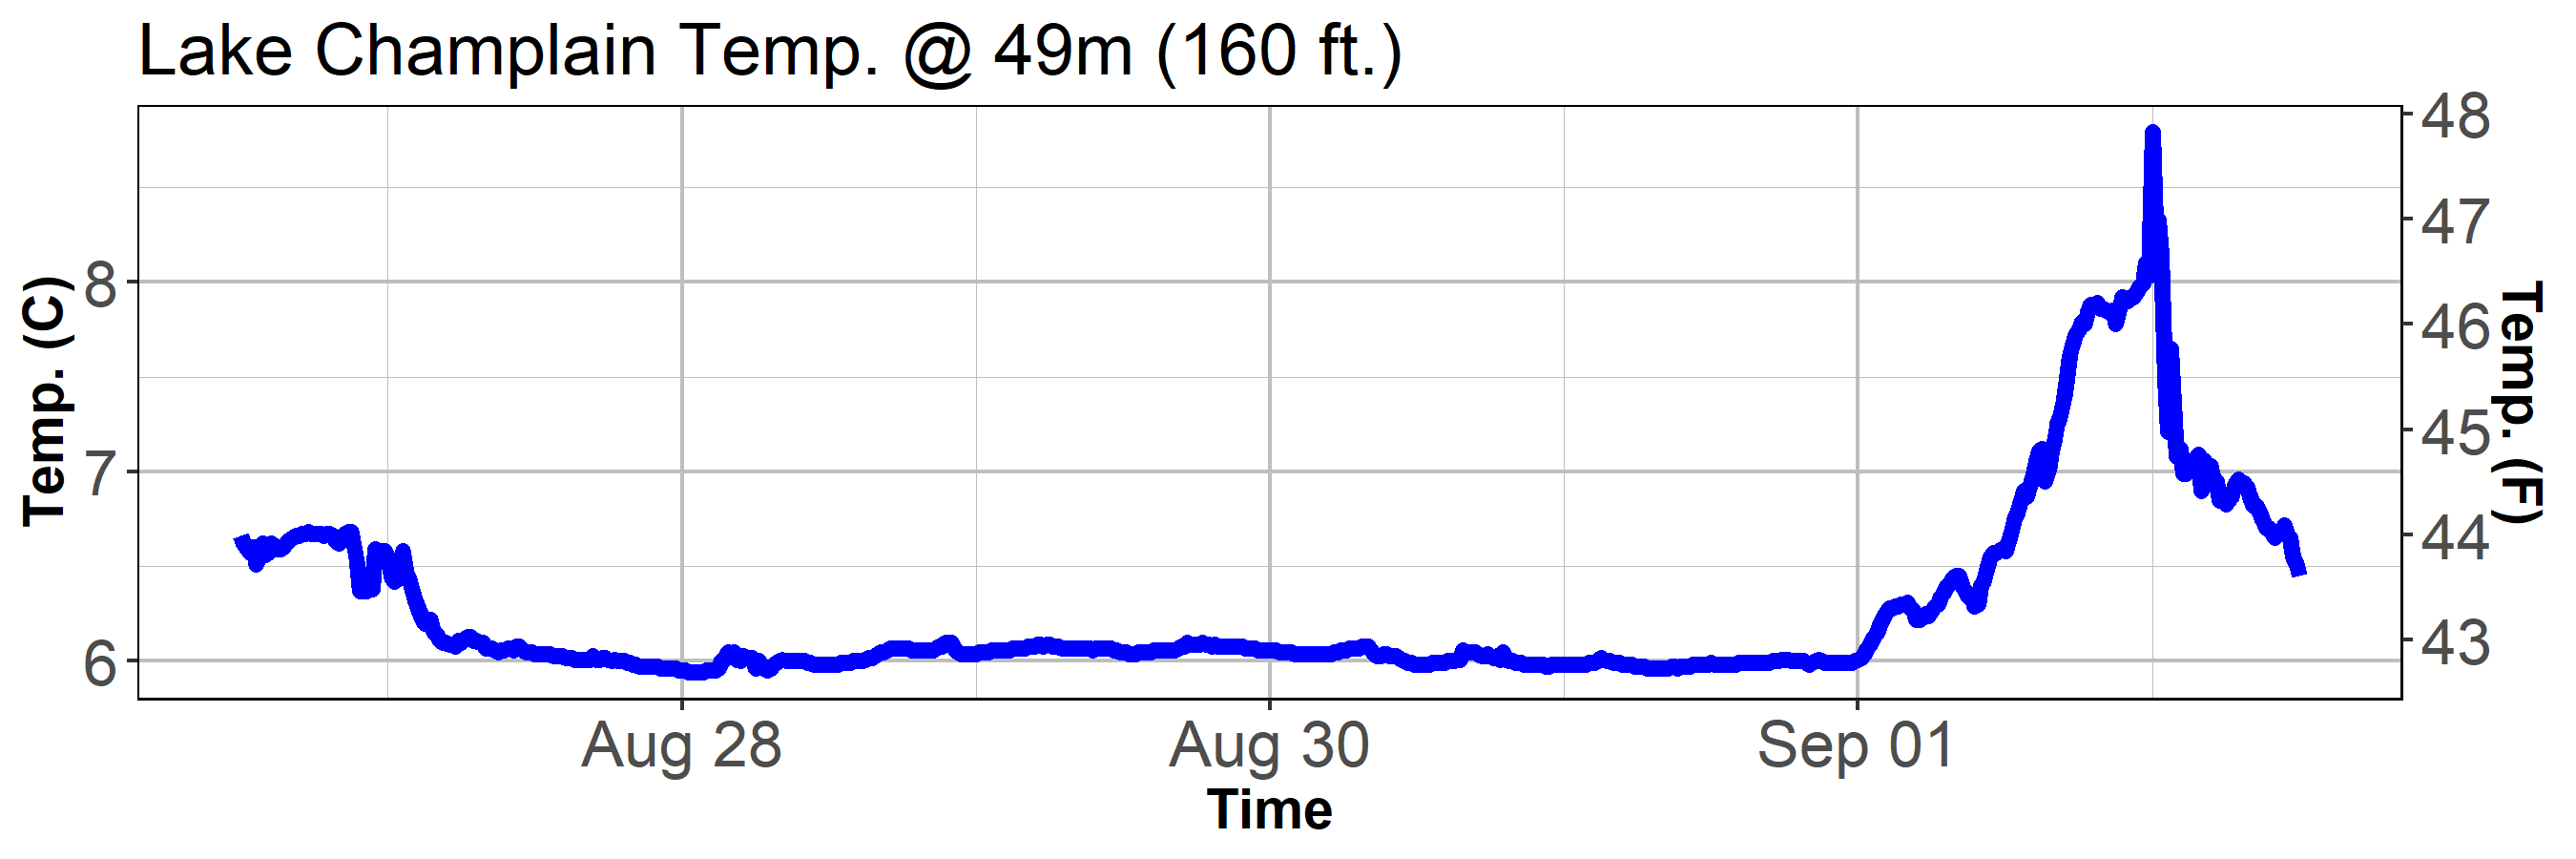 Lake Champlain Temp. @ 49m (160 ft.)
Temp. (C)
8
7
6
48
47
46
45
44
43
Temp. (F)
Aug 28
Aug 30
Sep 01
Time